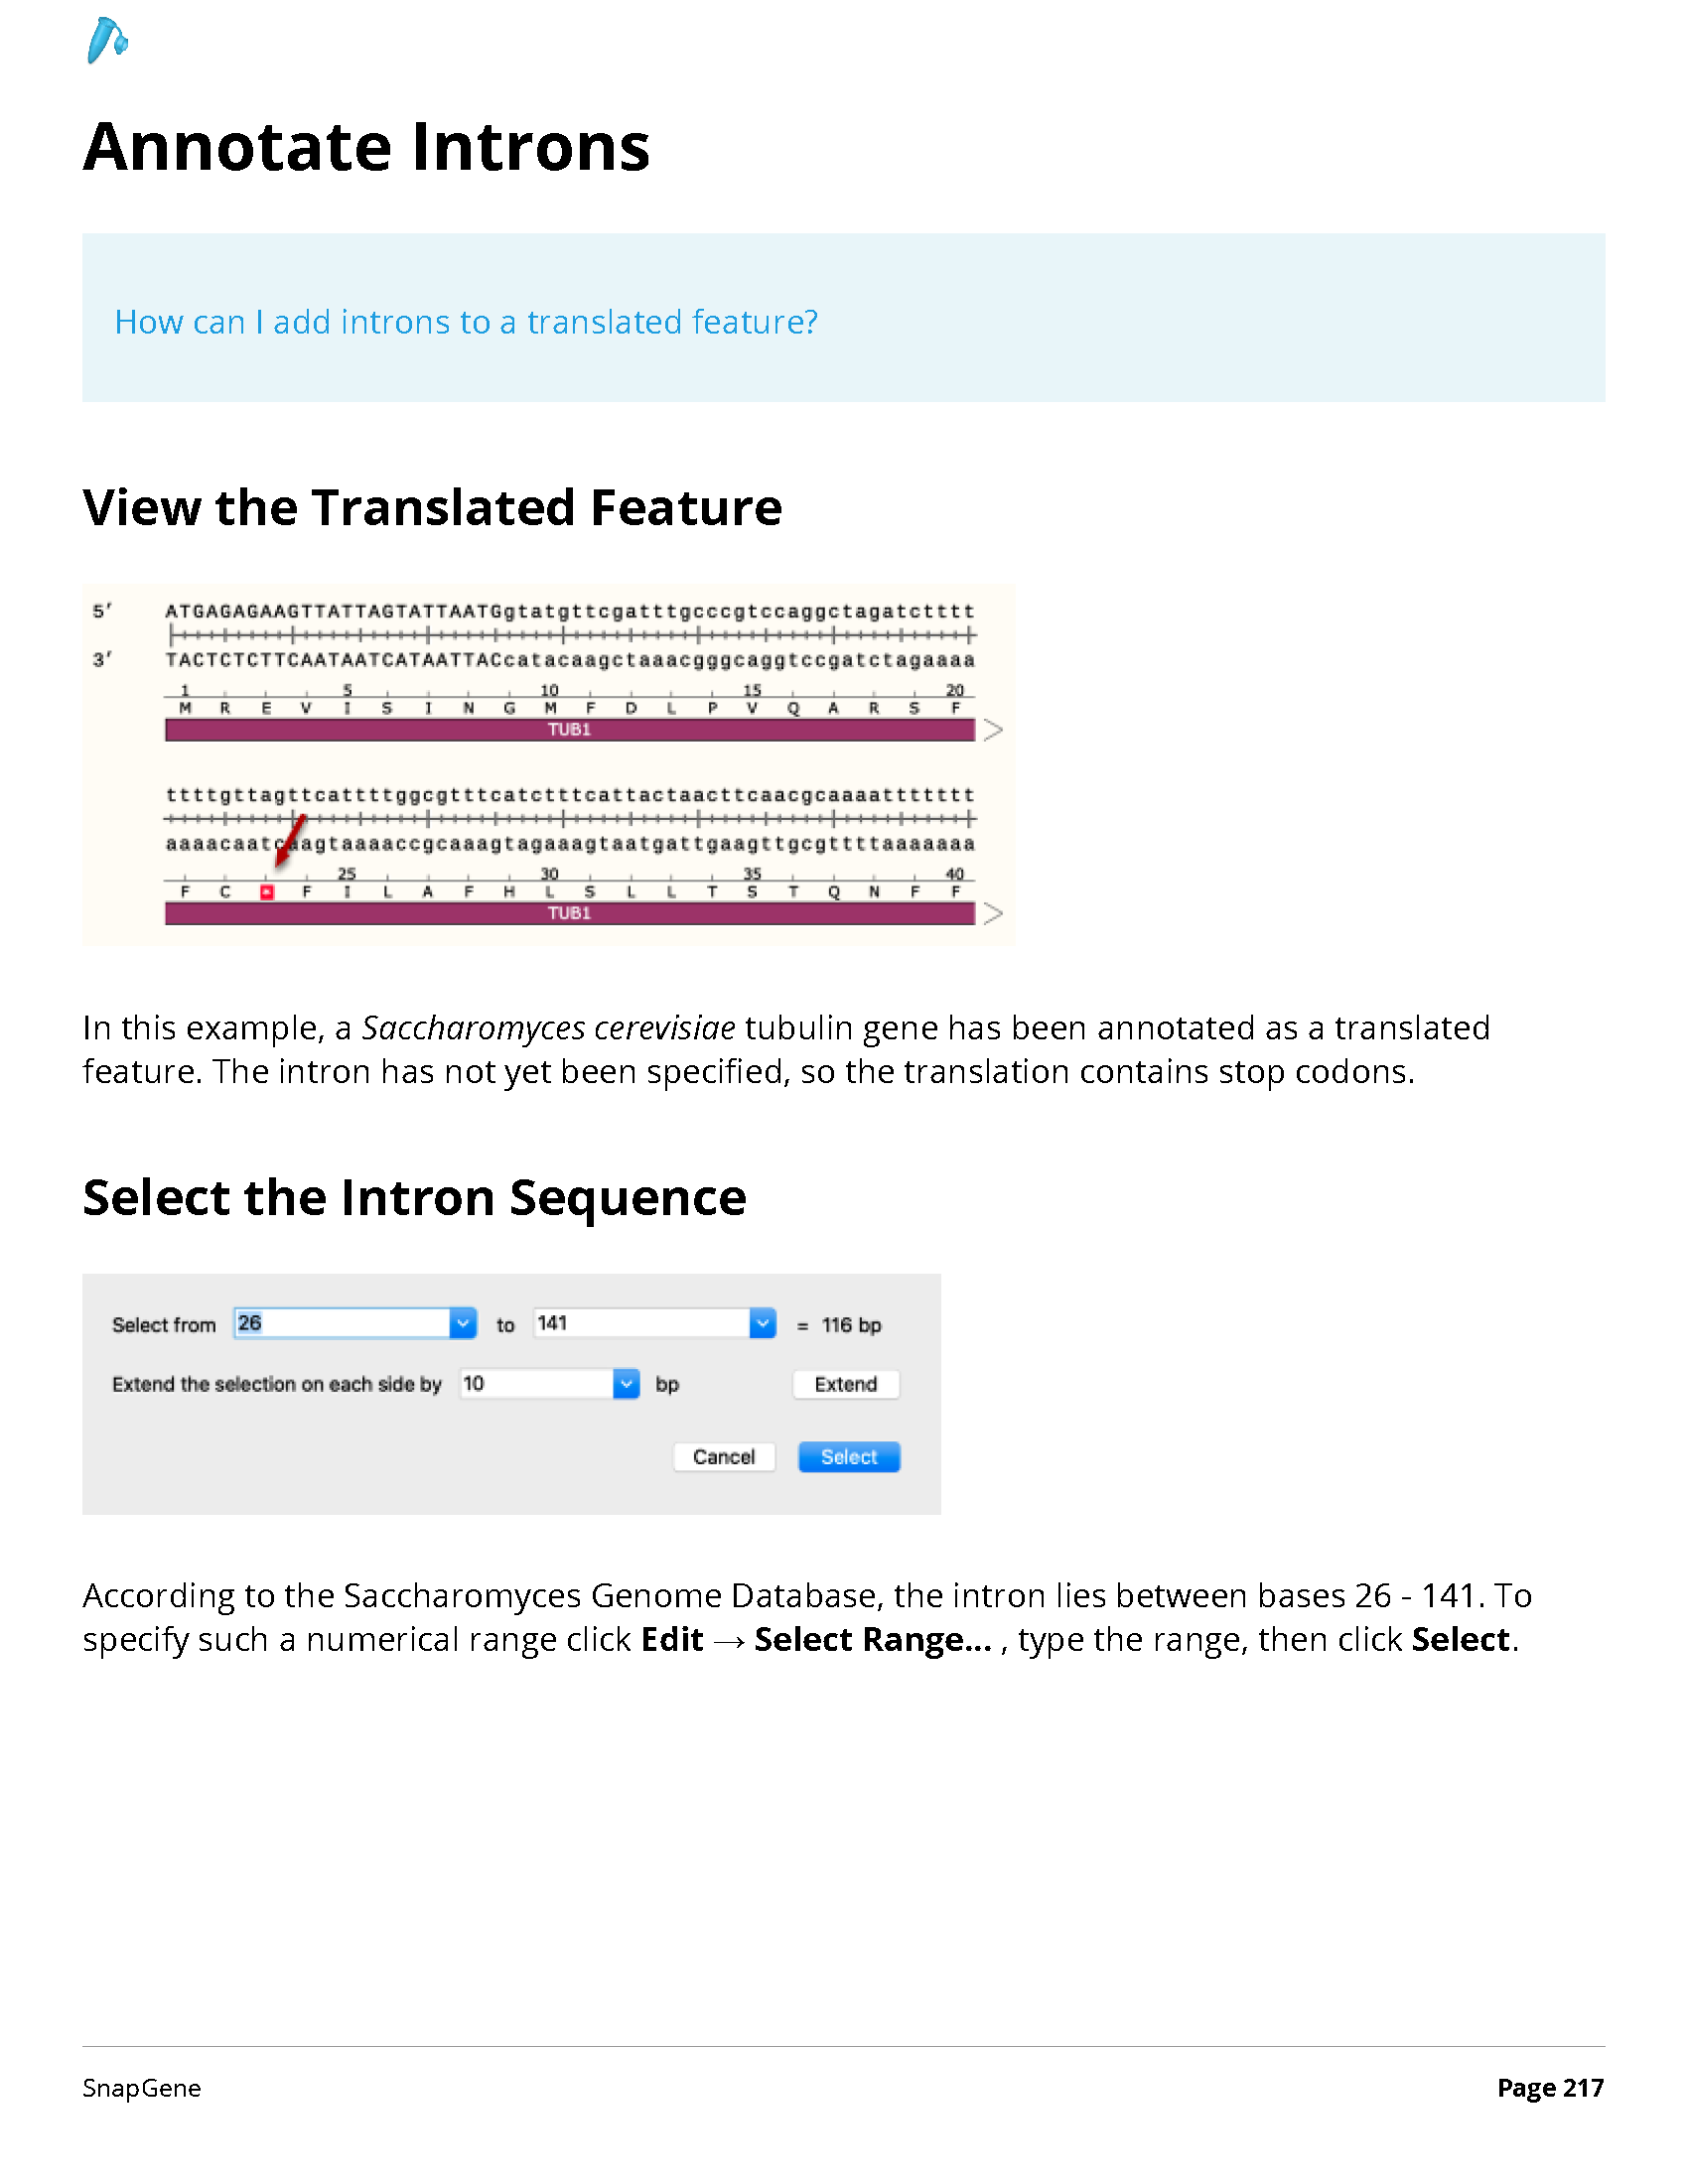 Annotate Introns
How can I add introns to a translated feature?
View the Translated Feature
5′ ATGAGAGAAGTTATTAGTATTAATGgtatgttcgatttgcccgtccaggctagatctttt
3′ TACTCTCTTCAATAATCATAATTACcatacaagctaaacgggcaggtccgatctagaaaa
1 5 10 15 20
M R E V I S I N G M F D L P V Q A R S F
TUB1
ttttgttagttcattttggcgtttcatctttcattactaacttcaacgcaaaattttttt
aaaacaatcaagtaaaaccgcaaagtagaaagtaatgattgaagttgcgttttaaaaaaa
25 30 35 40
F C * F I L A F H L S L L T S T Q N F F
TUB1
In this example, a Saccharomyces cerevisiae tubulin gene has been annotated as a translated
feature. The intron has not yet been specified, so the translation contains stop codons.
Select the Intron Sequence
Select from 26 to 141 = 116 bp
Extend the selection on each side by 10 bp Extend
Cancel Select
According to the Saccharomyces Genome Database, the intron lies between bases 26 - 141. To
specify such a numerical range click Edit → Select Range... , type the range, then click Select.
SnapGene Page 217